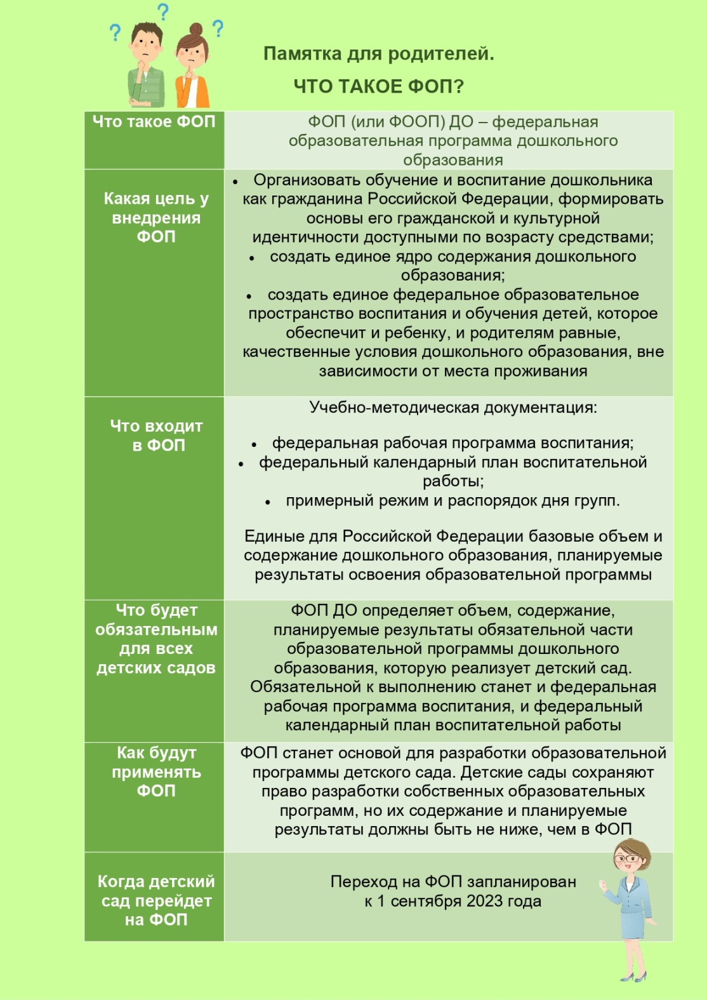 ? ? ?
Памятка для родителей.
ЧТО ТАКОЕ ФОП?
Что такое ФОП
ФОП (или ФООП) ДО – федеральная
образовательная программа дошкольного
образования
Какая цель у
внедрения
ФОП
• Организовать обучение и воспитание дошкольника
как гражданина Российской Федерации, формировать
основы его гражданской и культурной
идентичности доступными по возрасту средствами;
• создать единое ядро содержания дошкольного
образования;
• создать единое федеральное образовательное
пространство воспитания и обучения детей, которое
обеспечит и ребенку, и родителям равные,
качественные условия дошкольного образования, вне
зависимости от места проживания
Что входит
в ФОП
Учебно-методическая документация:
• федеральная рабочая программа воспитания;
• федеральный календарный план воспитательной
работы;
• примерный режим и распорядок дня групп.
Единые для Российской Федерации базовые объем и
содержание дошкольного образования, планируемые
результаты освоения образовательной программы
Что будет
обязательным
для всех
детских садов
ФОП ДО определяет объем, содержание,
планируемые результаты обязательной части
образовательной программы дошкольного
образования, которую реализует детский сад.
Обязательной к выполнению станет и федеральная
рабочая программа воспитания, и федеральный
календарный план воспитательной работы
Как будут
применять
ФОП
ФОП станет основой для разработки образовательной
программы детского сада. Детские сады сохраняют
право разработки собственных образовательных
программ, но их содержание и планируемые
результаты должны быть не ниже, чем в ФОП
Когда детский
сад перейдет
на ФОП
Переход на ФОП запланирован
к 1 сентября 2023 года